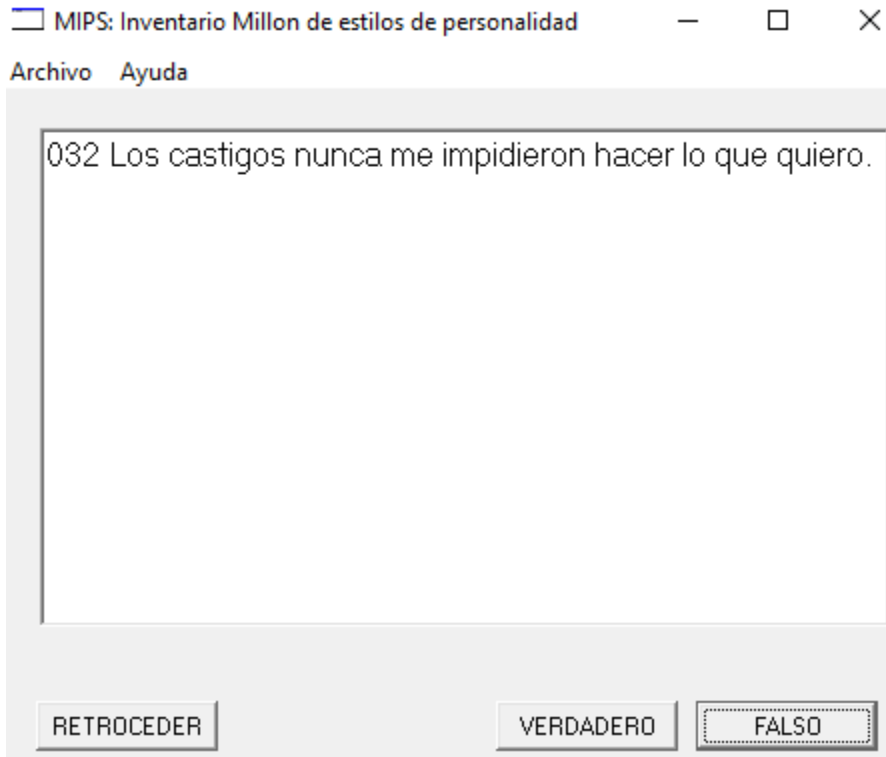 MIPS: Inventario Millon de estilos de personalidad
Archivo Ayuda
032 Los castigos nunca me impidieron hacer lo que quiero.
RETROCEDER VERDADERO FALSO